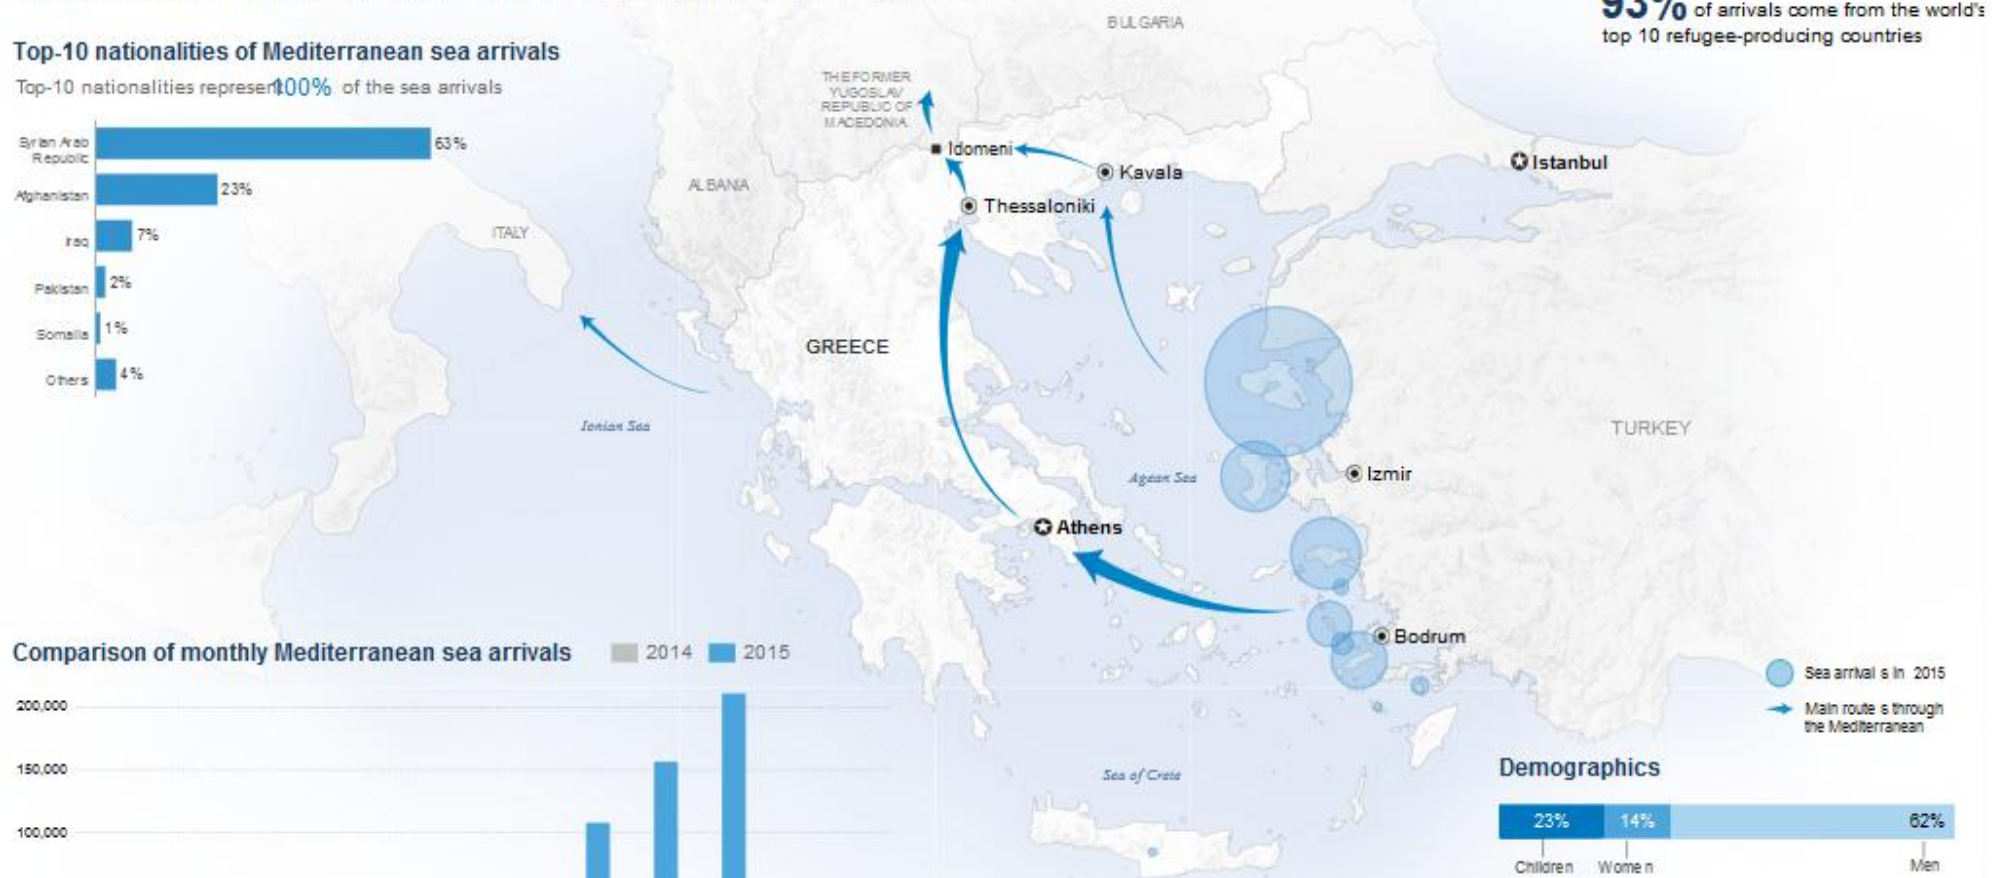 93% of arrivals come from the world's
top 10 refugee-producing countries
Top-10 nationalities of Mediterranean sea arrivals
Top-10 nationalities represent 100% of the sea arrivals
Syrian Arab
Republic
63%
Afghanistan
23%
Iraq
7%
Pakistan
2%
Somalia
1%
Others
4%
BULGARIA
THE FORMER
YUGOSLAV
REPUBLIC OF
MACEDONIA
Idomeni
Kavala
Istanbul
ALBANIA
Thessaloniki
ITALY
GREECE
Ionian Sea
TURKEY
Agean Sea
Izmir
Athens
Bodrum
Sea of Crete
Comparison of monthly Mediterranean sea arrivals
2014
2015
200,000
150,000
100,000
Sea arrivals in 2015
Main routes through
the Mediterranean
Demographics
23% 14% 62%
Children Women Men